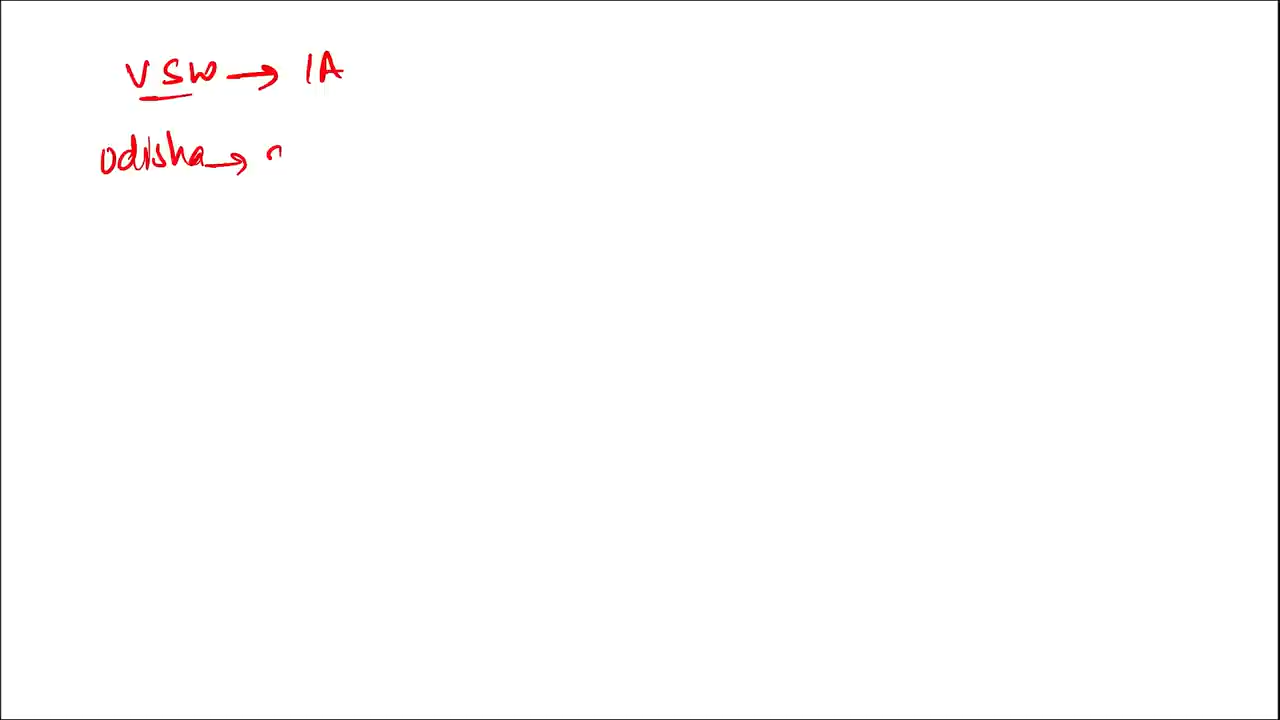 VSW → 1A
Odisha →